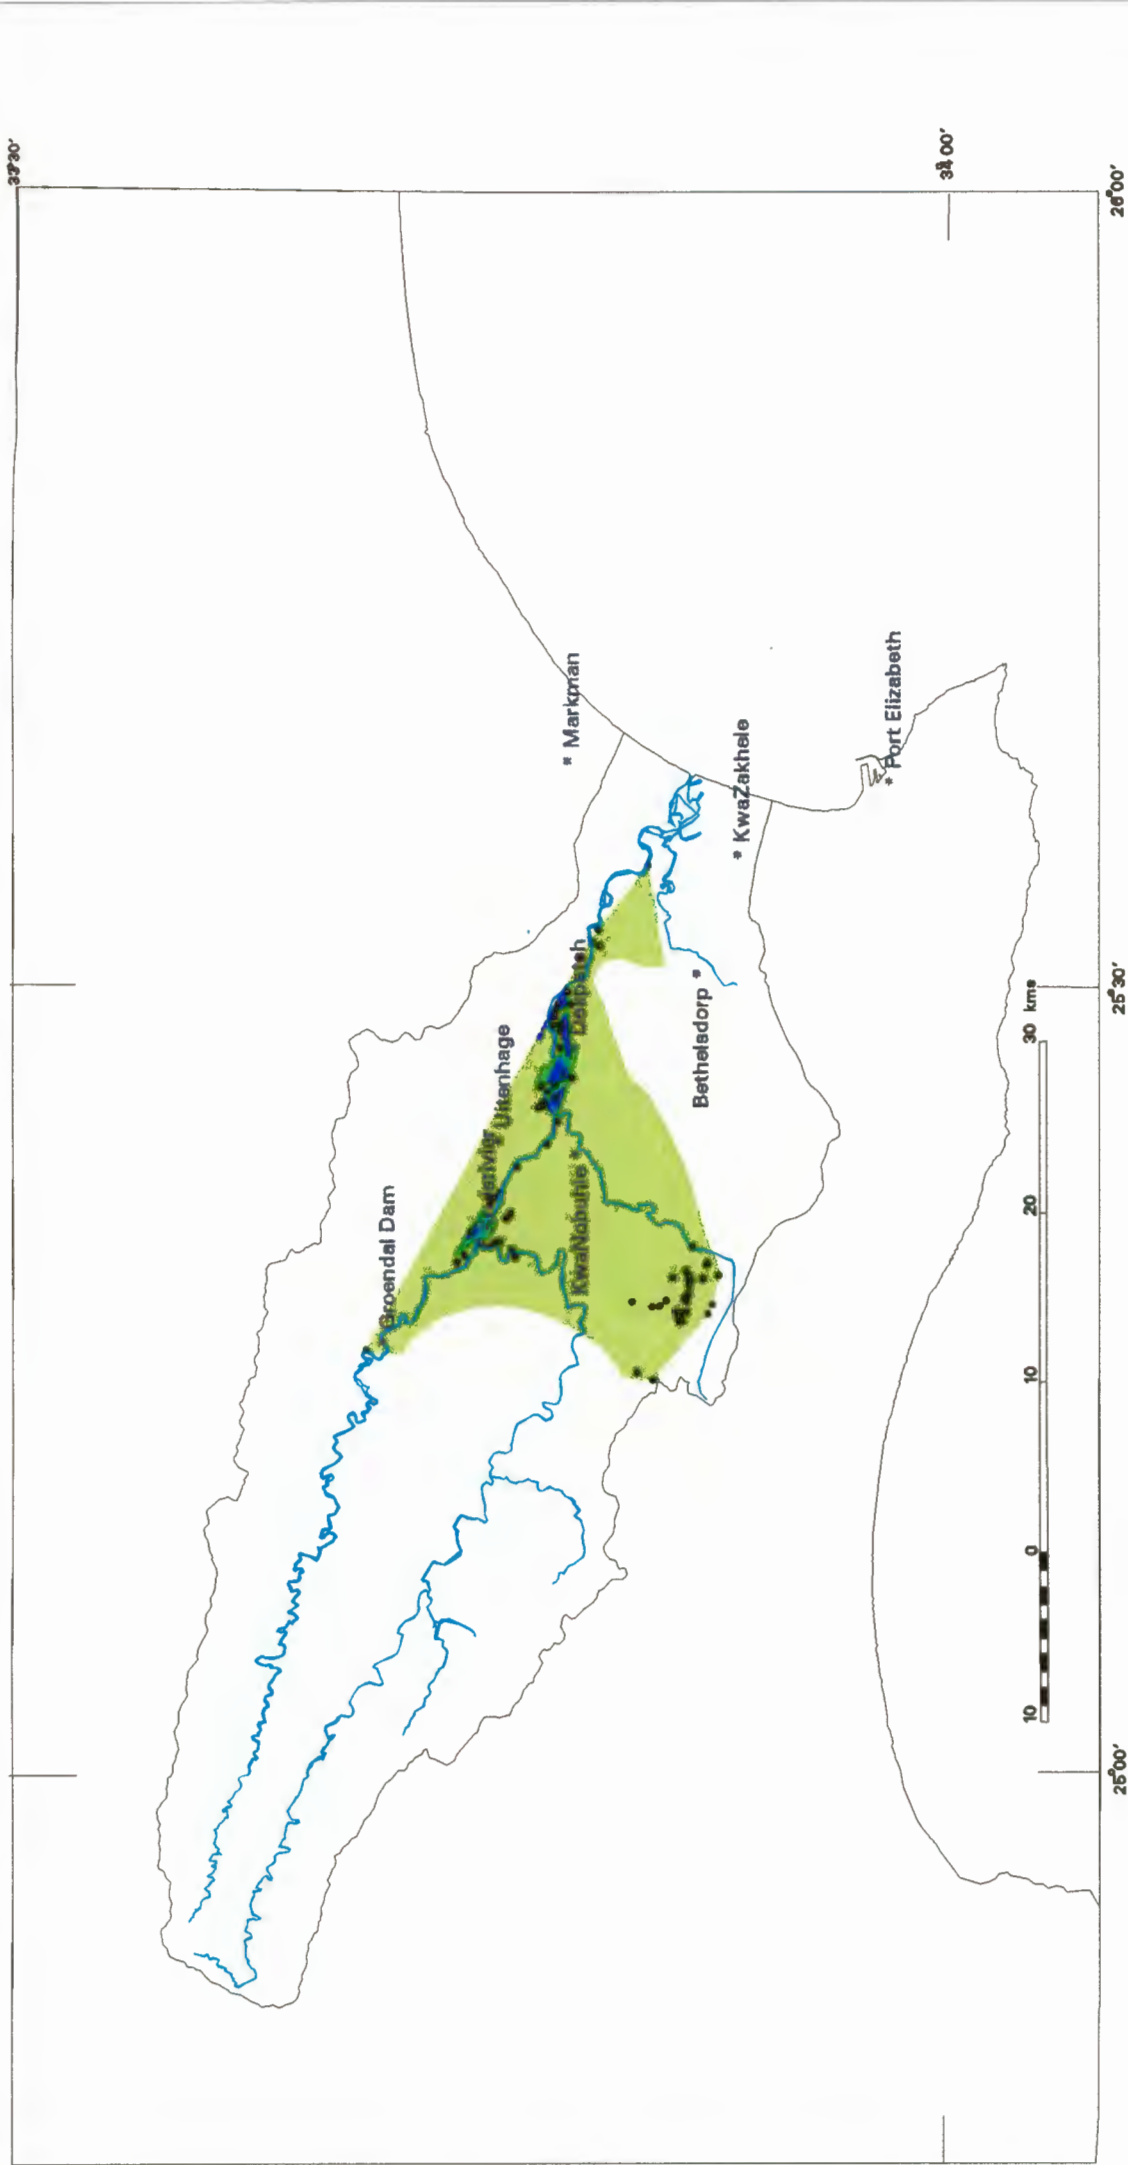 33°30'
34°00'
26°00'
* Markman
* Port Elizabeth
* KwaZakhele
Despatch
Bethelsdorp *
Uitenhage
KwaNobuhle *
Groendal Dam
25°30'
10 0 10 20 30 kms
25°00'